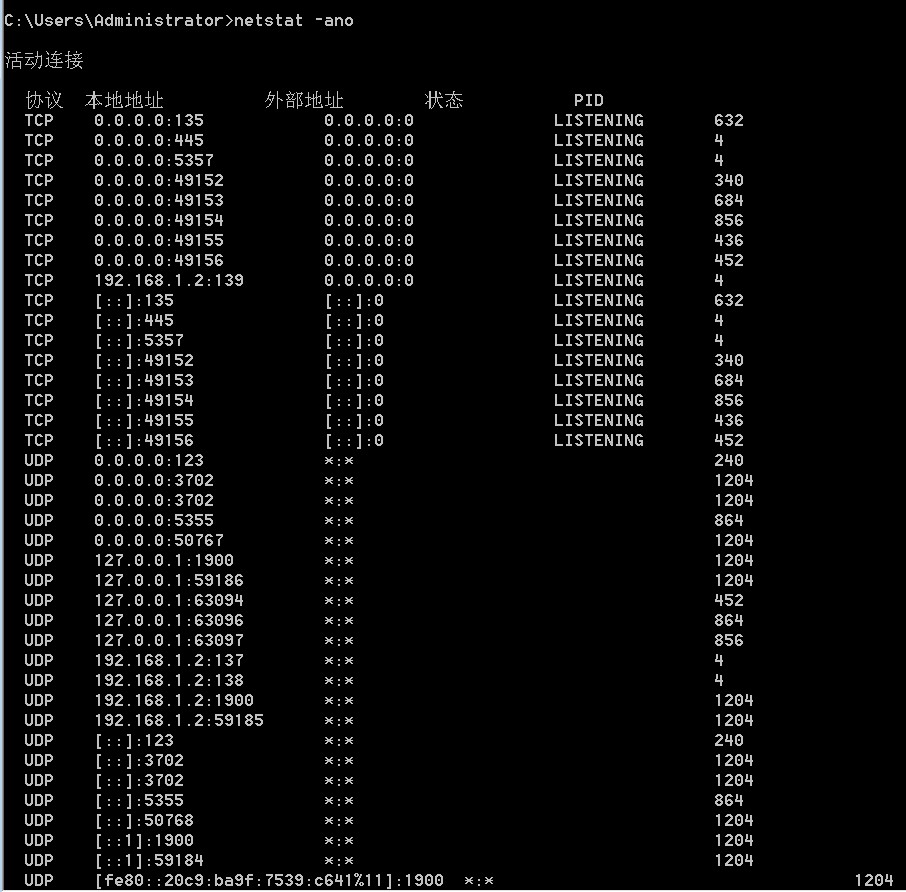 C:\Users\Administrator>netstat -ano
活动连接
协议 本地地址 外部地址 状态 PID
TCP 0.0.0.0:135 0.0.0.0:0 LISTENING 632
TCP 0.0.0.0:445 0.0.0.0:0 LISTENING 4
TCP 0.0.0.0:5357 0.0.0.0:0 LISTENING 4
TCP 0.0.0.0:49152 0.0.0.0:0 LISTENING 340
TCP 0.0.0.0:49153 0.0.0.0:0 LISTENING 684
TCP 0.0.0.0:49154 0.0.0.0:0 LISTENING 856
TCP 0.0.0.0:49155 0.0.0.0:0 LISTENING 436
TCP 0.0.0.0:49156 0.0.0.0:0 LISTENING 452
TCP 192.168.1.2:139 0.0.0.0:0 LISTENING 4
TCP [::]:135 [::]:0 LISTENING 632
TCP [::]:445 [::]:0 LISTENING 4
TCP [::]:5357 [::]:0 LISTENING 4
TCP [::]:49152 [::]:0 LISTENING 340
TCP [::]:49153 [::]:0 LISTENING 684
TCP [::]:49154 [::]:0 LISTENING 856
TCP [::]:49155 [::]:0 LISTENING 436
TCP [::]:49156 [::]:0 LISTENING 452
UDP 0.0.0.0:123 *:* 240
UDP 0.0.0.0:3702 *:* 1204
UDP 0.0.0.0:3702 *:* 1204
UDP 0.0.0.0:5355 *:* 864
UDP 0.0.0.0:50767 *:* 1204
UDP 127.0.0.1:1900 *:* 1204
UDP 127.0.0.1:59186 *:* 1204
UDP 127.0.0.1:63094 *:* 452
UDP 127.0.0.1:63096 *:* 864
UDP 127.0.0.1:63097 *:* 856
UDP 192.168.1.2:137 *:* 4
UDP 192.168.1.2:138 *:* 4
UDP 192.168.1.2:1900 *:* 1204
UDP 192.168.1.2:59185 *:* 1204
UDP [::]:123 *:* 240
UDP [::]:3702 *:* 1204
UDP [::]:3702 *:* 1204
UDP [::]:5355 *:* 864
UDP [::]:50768 *:* 1204
UDP [::1]:1900 *:* 1204
UDP [::1]:59184 *:* 1204
UDP [fe80::20c9:ba9f:7539:c641%11]:1900 *:* 1204